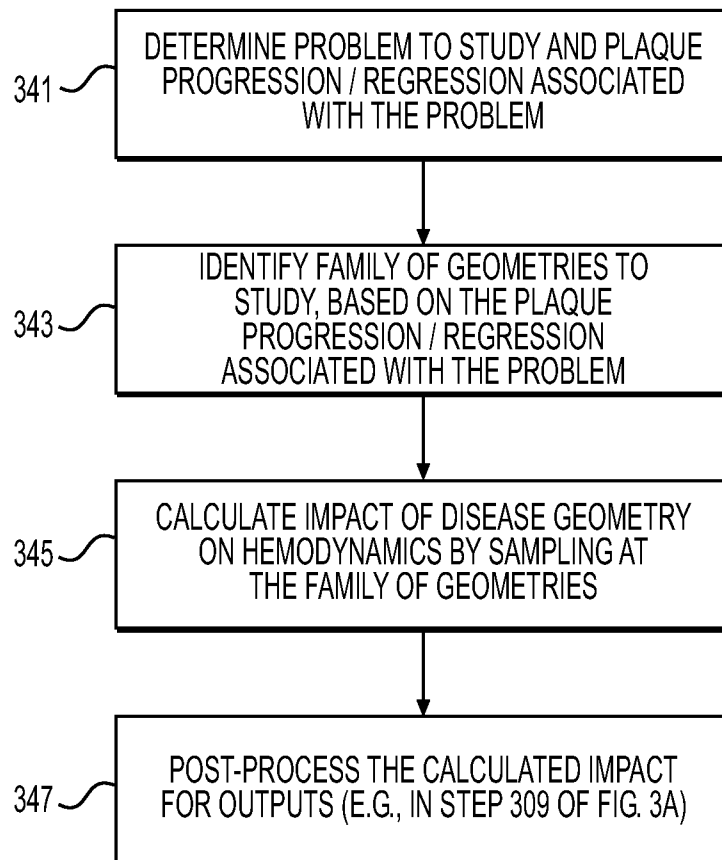 341
DETERMINE PROBLEM TO STUDY AND PLAQUE
PROGRESSION / REGRESSION ASSOCIATED
WITH THE PROBLEM
343
IDENTIFY FAMILY OF GEOMETRIES TO
STUDY, BASED ON THE PLAQUE
PROGRESSION / REGRESSION
ASSOCIATED WITH THE PROBLEM
345
CALCULATE IMPACT OF DISEASE GEOMETRY
ON HEMODYNAMICS BY SAMPLING AT
THE FAMILY OF GEOMETRIES
347
POST-PROCESS THE CALCULATED IMPACT
FOR OUTPUTS (E.G., IN STEP 309 OF FIG. 3A)